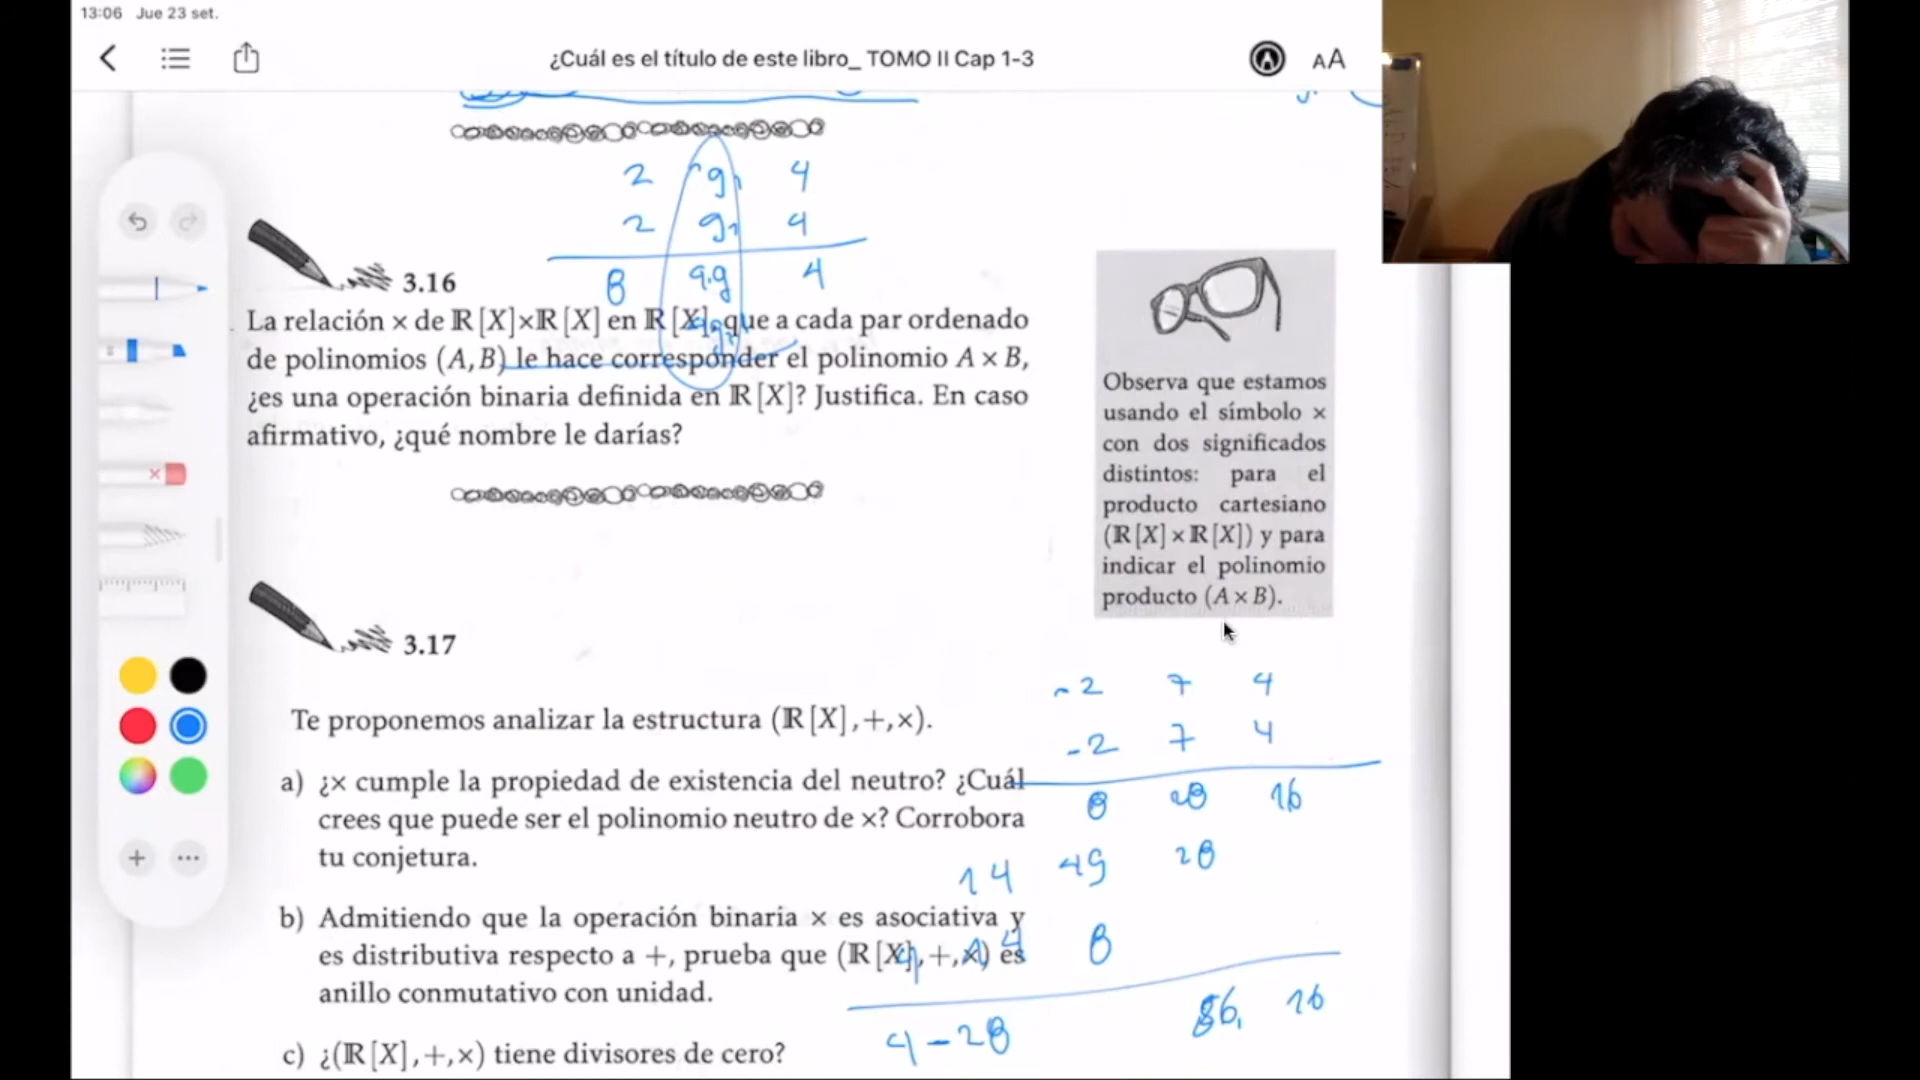 13:06 Jue 23 set.
¿Cuál es el título de este libro_ TOMO II Cap 1-3
AA
2 9 4
2 9 4
8 9.9 4
3.16
La relación × de ℝ[X]×ℝ[X] en ℝ[X], que a cada par ordenado
de polinomios (A,B) le hace corresponder el polinomio A × B,
¿es una operación binaria definida en ℝ[X]? Justifica. En caso
afirmativo, ¿qué nombre le darías?
Observa que estamos
usando el símbolo ×
con dos significados
distintos: para el
producto cartesiano
(ℝ[X]×ℝ[X]) y para
indicar el polinomio
producto (A × B).
3.17
Te proponemos analizar la estructura (ℝ[X],+,×).
a) ¿× cumple la propiedad de existencia del neutro? ¿Cuál
crees que puede ser el polinomio neutro de ×? Corrobora
tu conjetura.
b) Admitiendo que la operación binaria × es asociativa y
es distributiva respecto a +, prueba que (ℝ[X],+,×) es
anillo conmutativo con unidad.
c) ¿(ℝ[X],+,×) tiene divisores de cero?
-2 7 4
-2 7 4
8 28 16
14 49 28
8
4 -28 56, 16